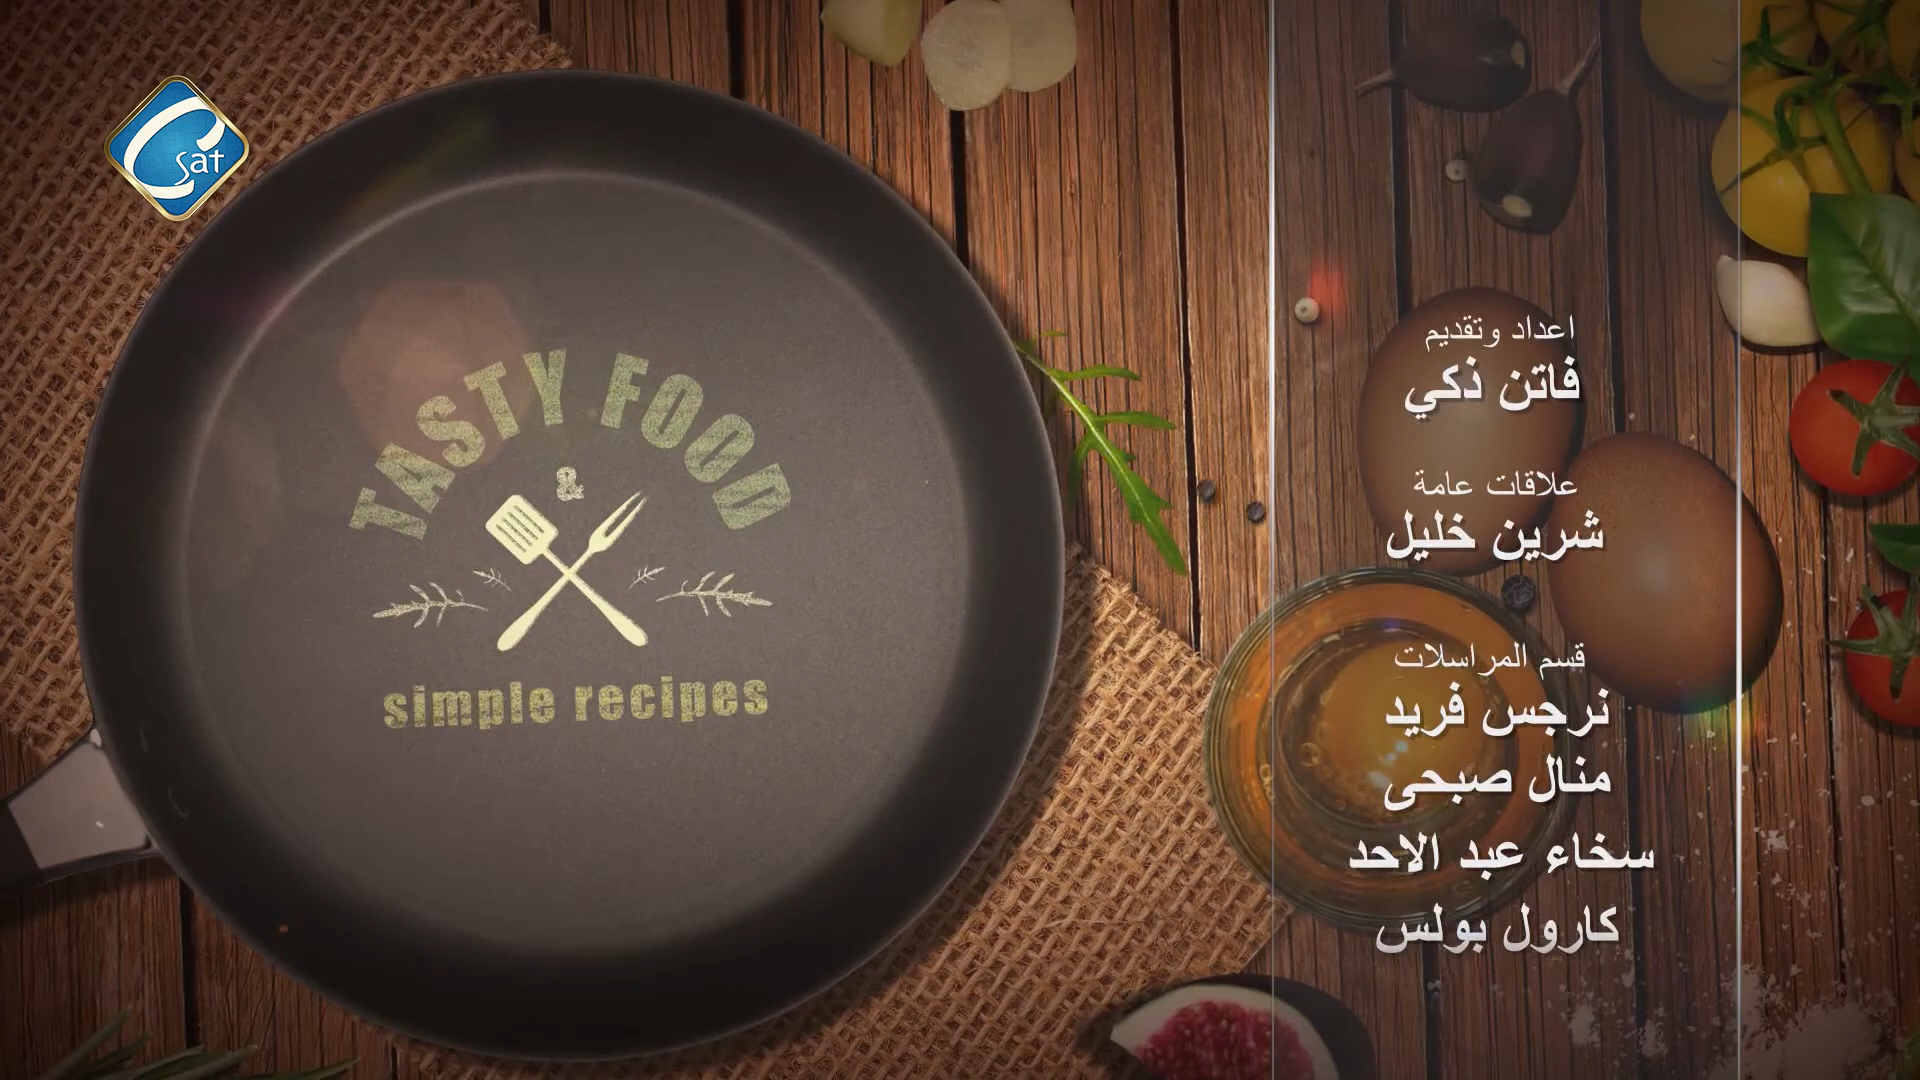 C sat
TASTY FOOD
&
simple recipes
اعداد وتقديم
فاتن ذكي
علاقات عامة
شرين خليل
قسم المراسلات
نرجس فريد
منال صبحى
سخاء عبد الاحد
كارول بولس